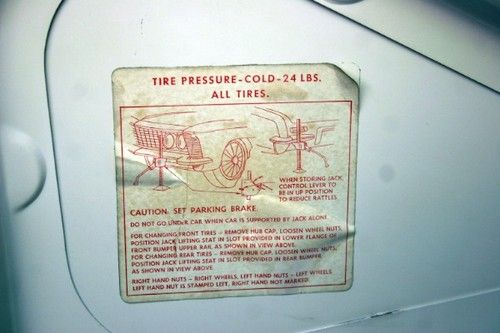 TIRE PRESSURE-COLD-24 LBS.
ALL TIRES.
WHEN STORING JACK
CONTROL LEVER TO
BE IN UP POSITION
TO REDUCE RATTLES
CAUTION: SET PARKING BRAKE.
DO NOT GO UNDER CAR WHEN CAR IS SUPPORTED BY JACK ALONE.
FOR CHANGING FRONT TIRES - REMOVE HUB CAP, LOOSEN WHEEL NUTS,
POSITION JACK LIFTING SEAT IN SLOT PROVIDED IN LOWER FLANGE OF
FRONT BUMPER UPPER RAIL AS SHOWN IN VIEW ABOVE.
FOR CHANGING REAR TIRES - REMOVE HUB CAP, LOOSEN WHEEL NUTS,
POSITION JACK LIFTING SEAT IN SLOT PROVIDED IN REAR BUMPER
AS SHOWN IN VIEW ABOVE.
RIGHT HAND NUTS - RIGHT WHEELS, LEFT HAND NUTS - LEFT WHEELS
LEFT HAND NUT IS STAMPED LEFT, RIGHT HAND NOT MARKED.